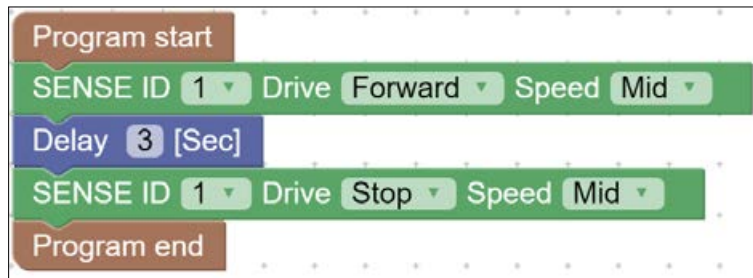 Program start
SENSE ID 1 Drive Forward Speed Mid
Delay 3 [Sec]
SENSE ID 1 Drive Stop Speed Mid
Program end